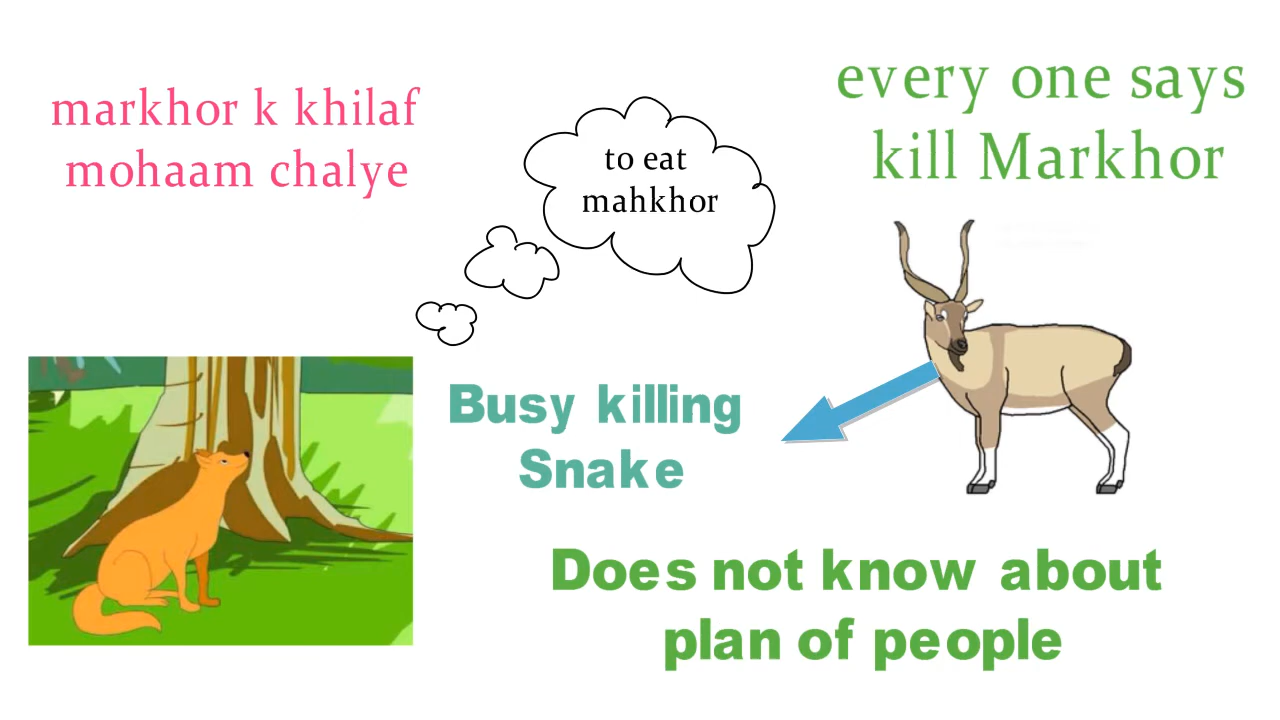 markhor k khilaf
mohaam chalye
to eat
mahkhor
every one says
kill Markhor
Busy killing
Snake
Does not know about
plan of people